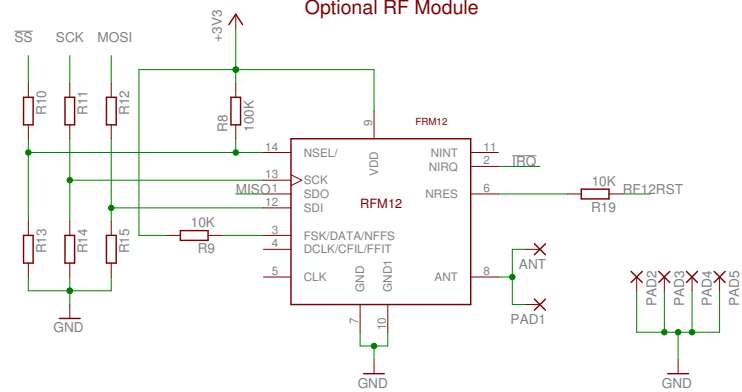 Optional RF Module
SS SCK MOSI +3V3
R10 R11 R12 R8 100K
FRM12
9
14 NSEL/ VDD NINT 11
NIRQ 2 IRQ
13 SCK
MISO 1 SDO NRES 6 10K RF12RST
R19
12 SDI RFM12
R13 R14 R15
10K
R9
3 FSK/DATA/NFFS
4 DCLK/CFIL/FFIT
5 CLK GND GND1 ANT 8
ANT
PAD1
PAD2 PAD3 PAD4 PAD5
7 10
GND
GND
GND